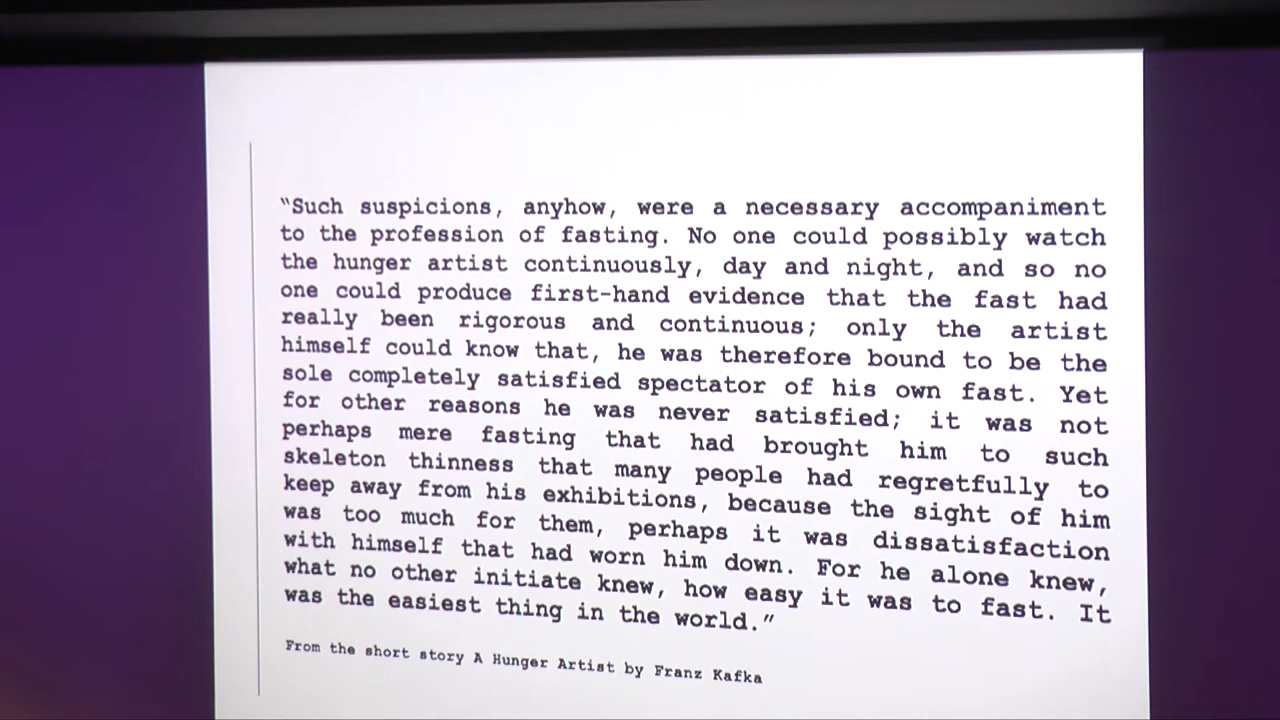 “Such suspicions, anyhow, were a necessary accompaniment
to the profession of fasting. No one could possibly watch
the hunger artist continuously, day and night, and so no
one could produce first-hand evidence that the fast had
really been rigorous and continuous; only the artist
himself could know that, he was therefore bound to be the
sole completely satisfied spectator of his own fast. Yet
for other reasons he was never satisfied; it was not
perhaps mere fasting that had brought him to such
skeleton thinness that many people had regretfully to
keep away from his exhibitions, because the sight of him
was too much for them, perhaps it was dissatisfaction
with himself that had worn him down. For he alone knew,
what no other initiate knew, how easy it was to fast. It
was the easiest thing in the world.”
From the short story A Hunger Artist by Franz Kafka